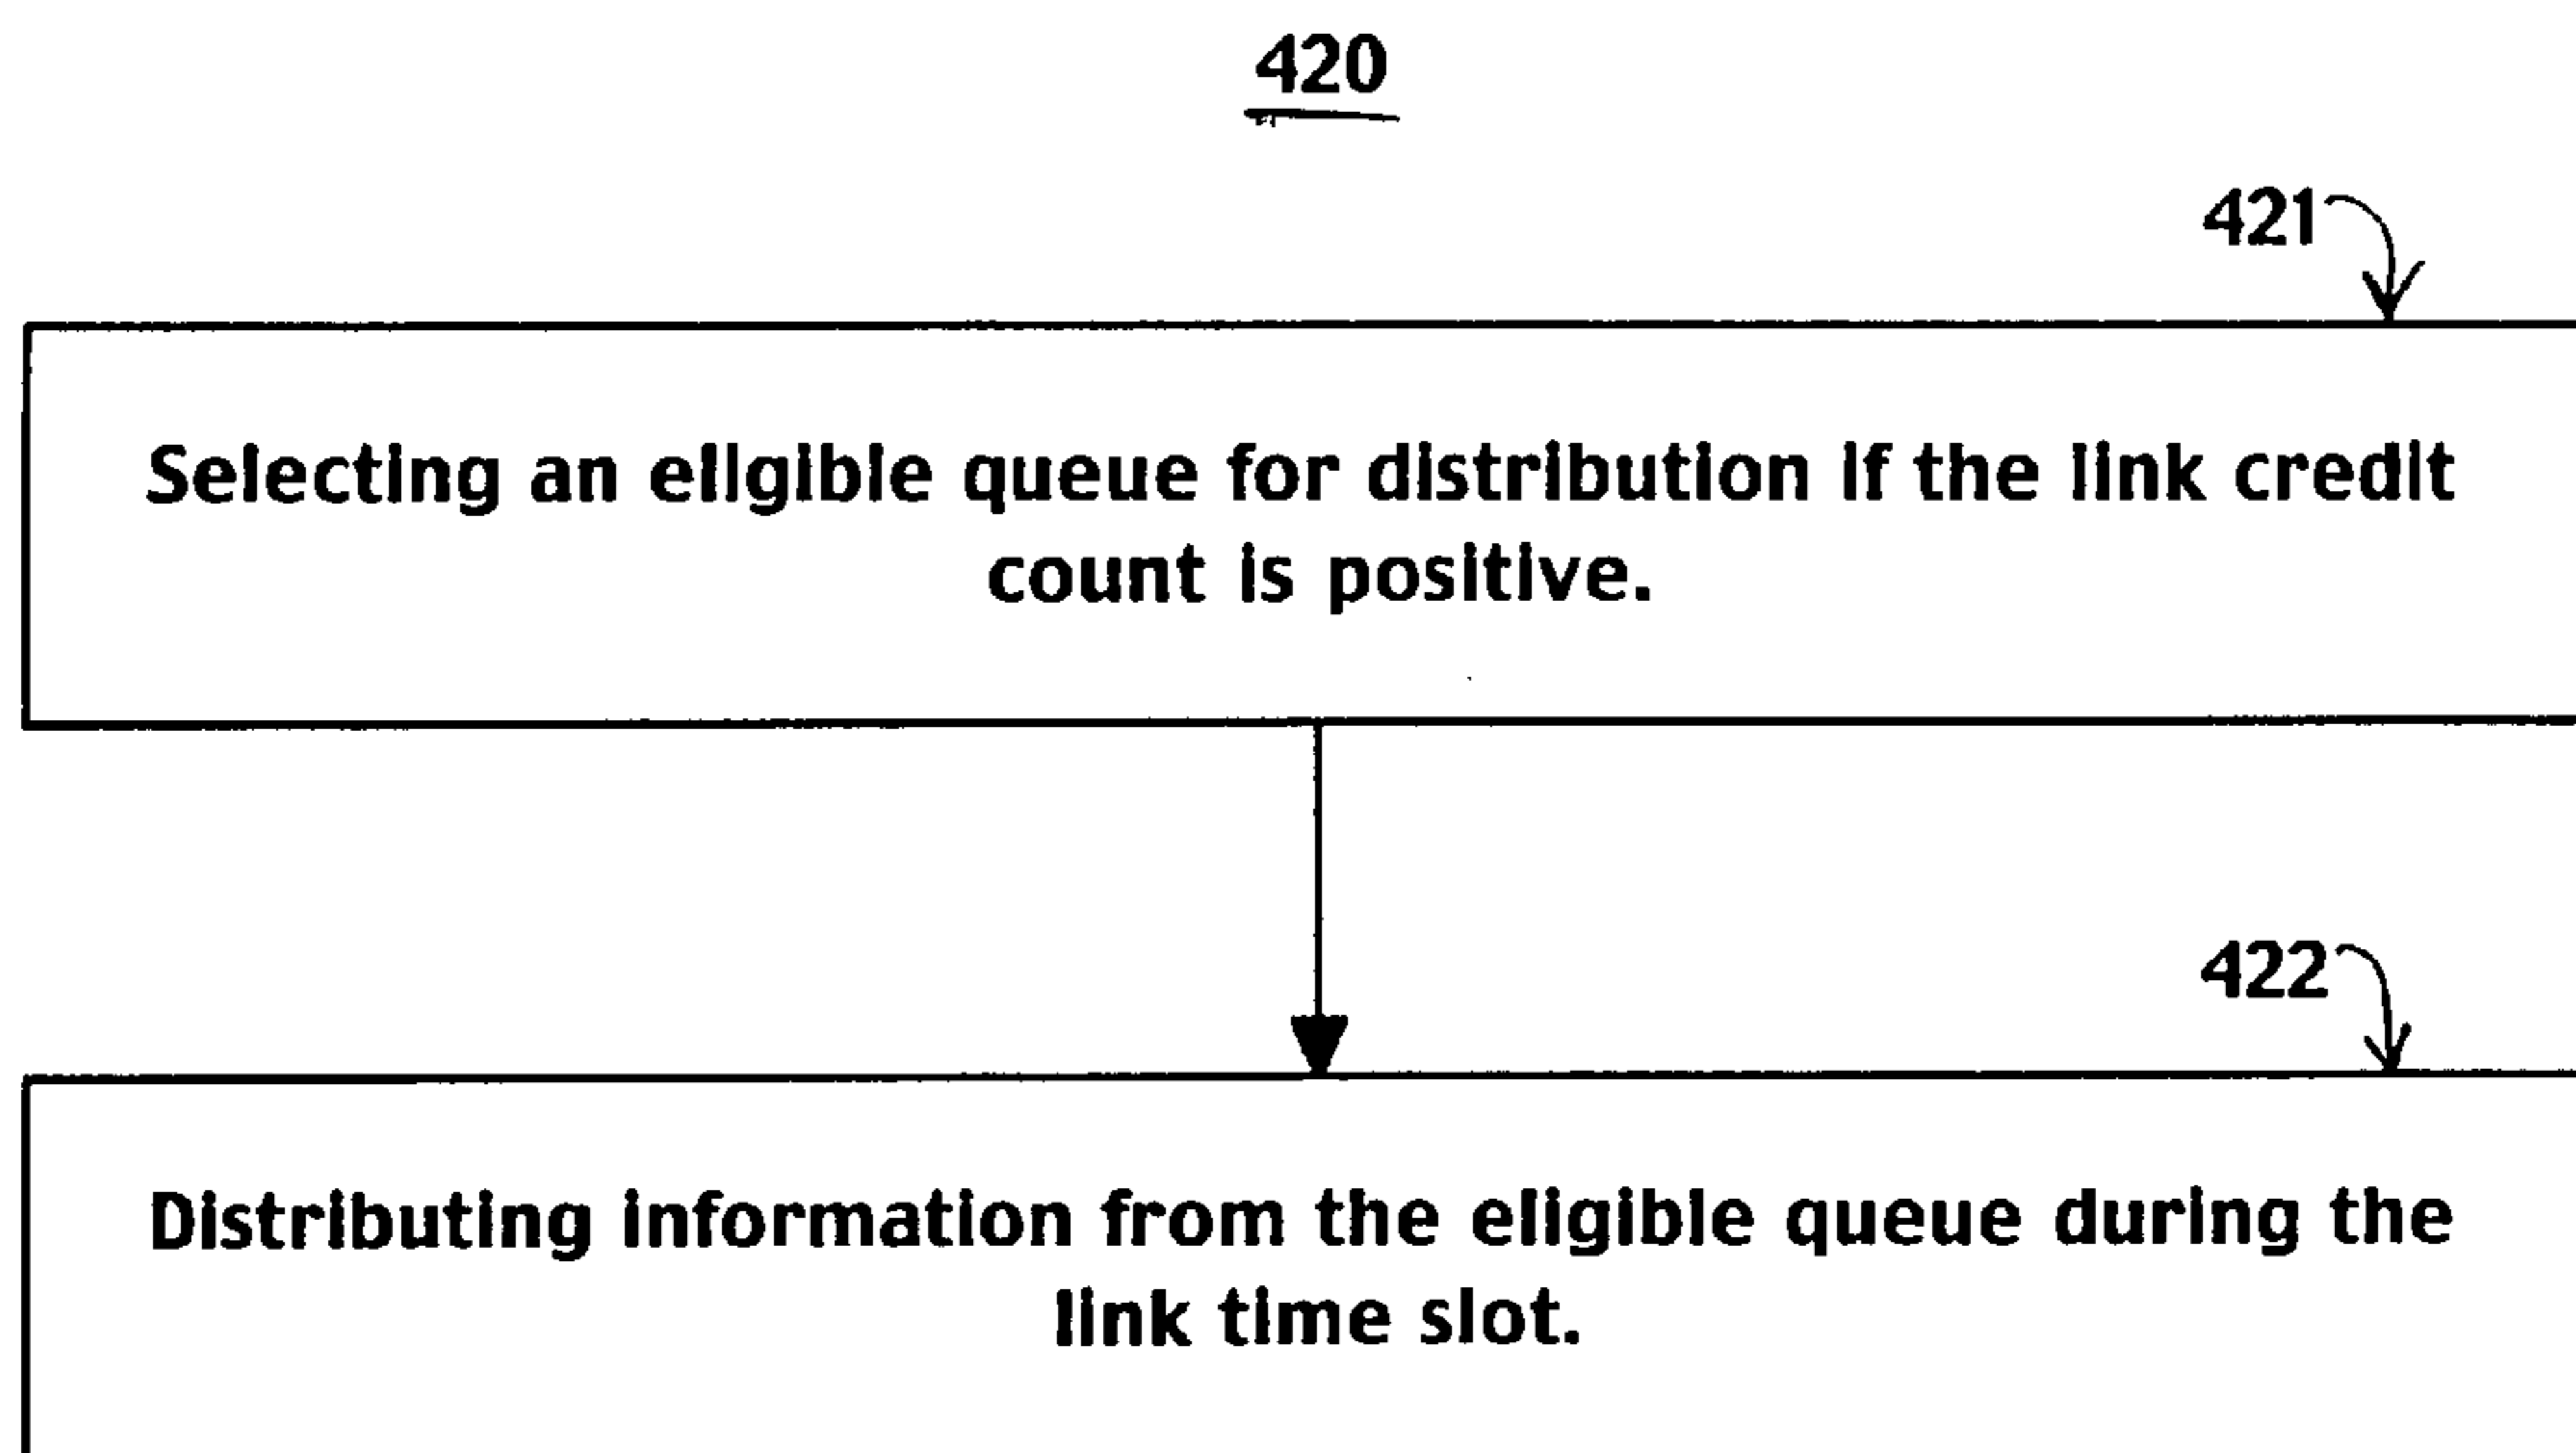 420
421
Selecting an eligible queue for distribution if the link credit
count is positive.
422
Distributing information from the eligible queue during the
link time slot.